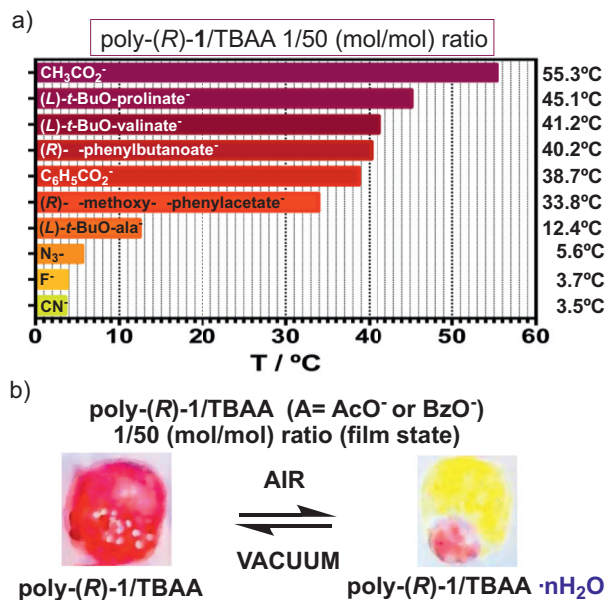 a)
poly-(R)-1/TBAA 1/50 (mol/mol) ratio
CH₃CO₂⁻ 55.3ºC
(L)-t-BuO-prolinate⁻ 45.1ºC
(L)-t-BuO-valinate⁻ 41.2ºC
(R)- -phenylbutanoate⁻ 40.2ºC
C₆H₅CO₂⁻ 38.7ºC
(R)- -methoxy- -phenylacetate⁻ 33.8ºC
(L)-t-BuO-ala⁻ 12.4ºC
N₃- 5.6ºC
F⁻ 3.7ºC
CN⁻ 3.5ºC
0 10 20 30 40 50 60
T / ºC
b)
poly-(R)-1/TBAA (A= AcO⁻ or BzO⁻)
1/50 (mol/mol) ratio (film state)
AIR
VACUUM
poly-(R)-1/TBAA poly-(R)-1/TBAA ·nH₂O